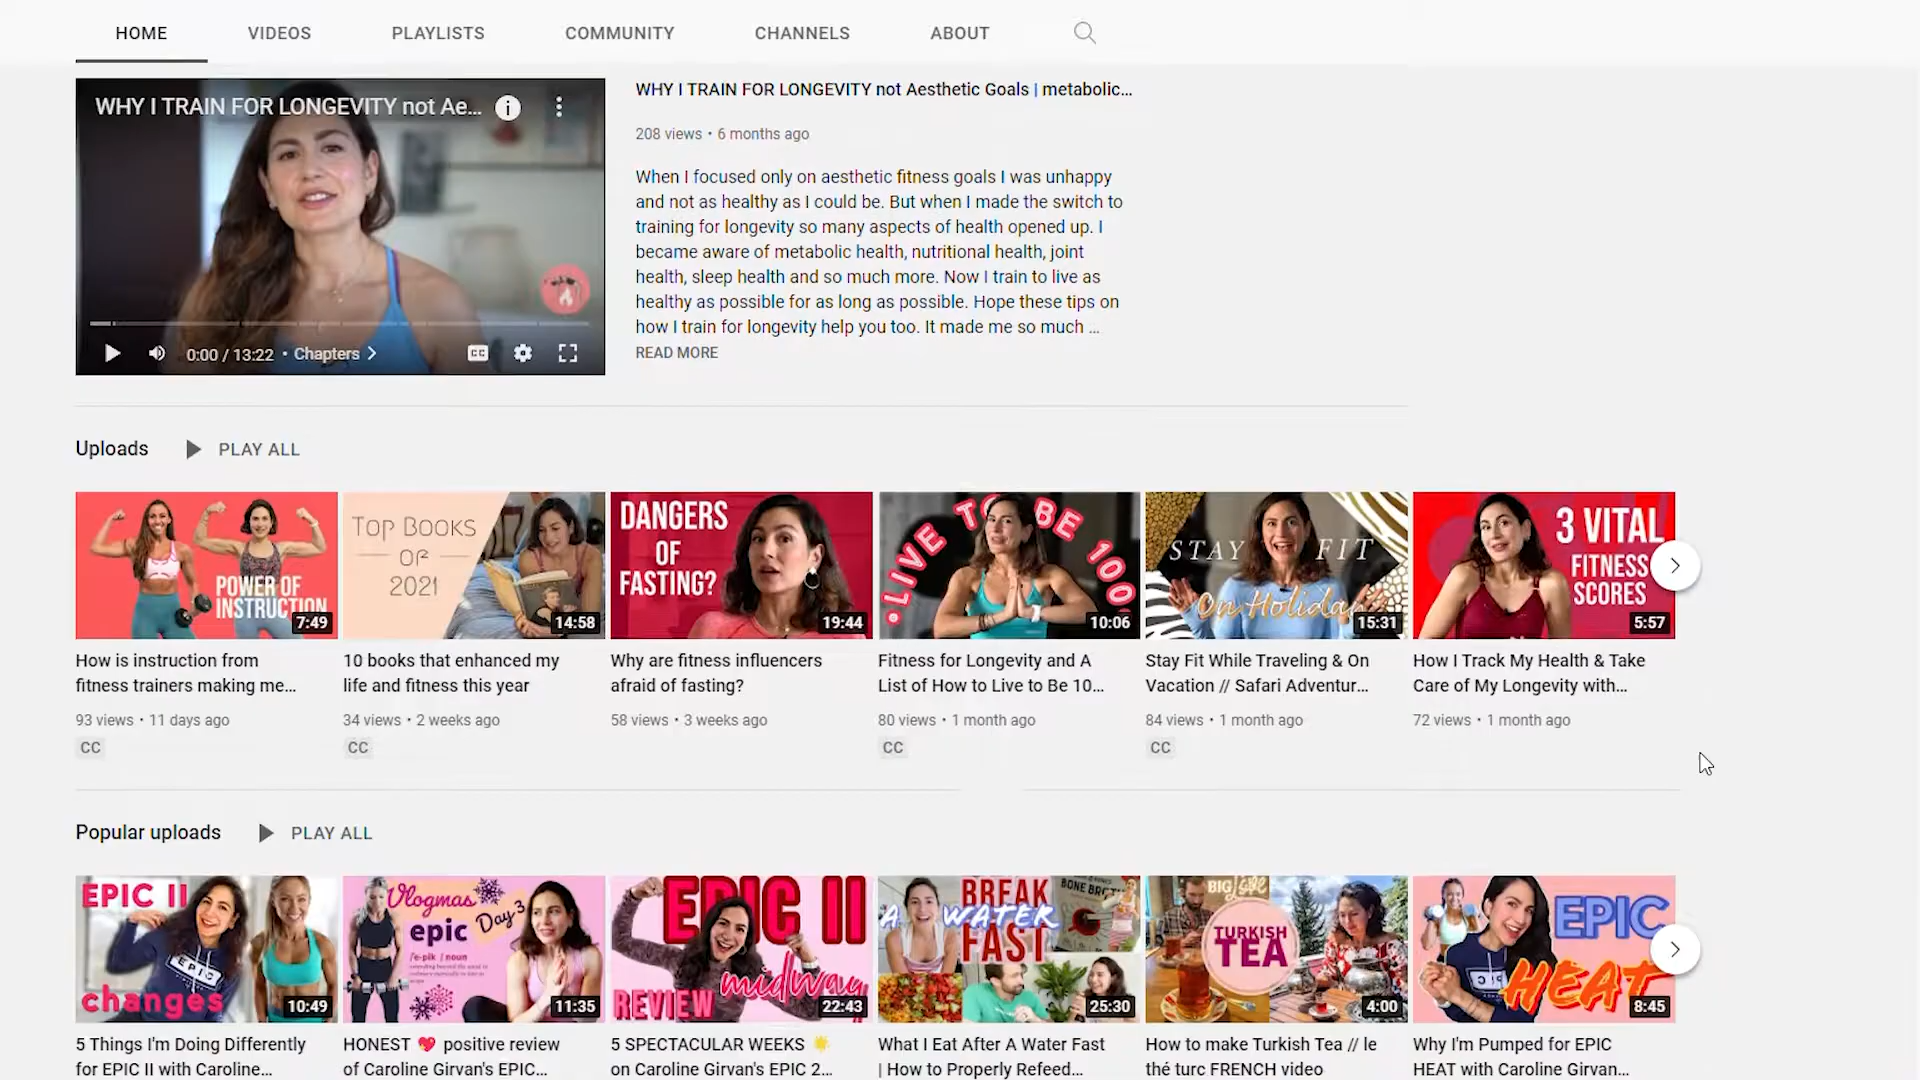 HOME VIDEOS PLAYLISTS COMMUNITY CHANNELS ABOUT
WHY I TRAIN FOR LONGEVITY not Ae...
0:00 / 13:22 • Chapters
CC
WHY I TRAIN FOR LONGEVITY not Aesthetic Goals | metabolic...
208 views • 6 months ago
When I focused only on aesthetic fitness goals I was unhappy
and not as healthy as I could be. But when I made the switch to
training for longevity so many aspects of health opened up. I
became aware of metabolic health, nutritional health, joint
health, sleep health and so much more. Now I train to live as
healthy as possible for as long as possible. Hope these tips on
how I train for longevity help you too. It made me so much ...
READ MORE
Uploads PLAY ALL
POWER OF
INSTRUCTION
7:49
How is instruction from
fitness trainers making me...
93 views • 11 days ago
CC
TOP BOOKS
OF
2021
14:58
10 books that enhanced my
life and fitness this year
34 views • 2 weeks ago
CC
DANGERS
OF
FASTING?
19:44
Why are fitness influencers
afraid of fasting?
58 views • 3 weeks ago
LIVE TO BE 100
10:06
Fitness for Longevity and A
List of How to Live to Be 10...
80 views • 1 month ago
CC
STAY FIT
On Holiday
15:31
Stay Fit While Traveling & On
Vacation // Safari Adventur...
84 views • 1 month ago
CC
3 VITAL
FITNESS
SCORES
5:57
How I Track My Health & Take
Care of My Longevity with...
72 views • 1 month ago
Popular uploads PLAY ALL
EPIC II
EPIC
changes
10:49
5 Things I'm Doing Differently
for EPIC II with Caroline...
Vlogmas
Day 3
epic
/e·pik / noun
11:35
HONEST 💖 positive review
of Caroline Girvan's EPIC...
EPIC II
midway
REVIEW
22:43
5 SPECTACULAR WEEKS 🌟
on Caroline Girvan's EPIC 2...
BREAK
A WATER
FAST
BONE BROTH
25:30
What I Eat After A Water Fast
| How to Properly Refeed...
BIG Life
TURKISH
TEA
4:00
How to make Turkish Tea // le
thé turc FRENCH video
EPIC
HEAT
8:45
Why I'm Pumped for EPIC
HEAT with Caroline Girvan...